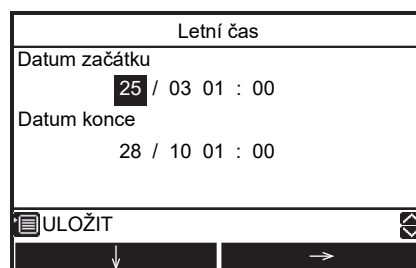 Letní čas
Datum začátku
25 / 03 01 : 00
Datum konce
28 / 10 01 : 00
ULOŽIT
↓ →